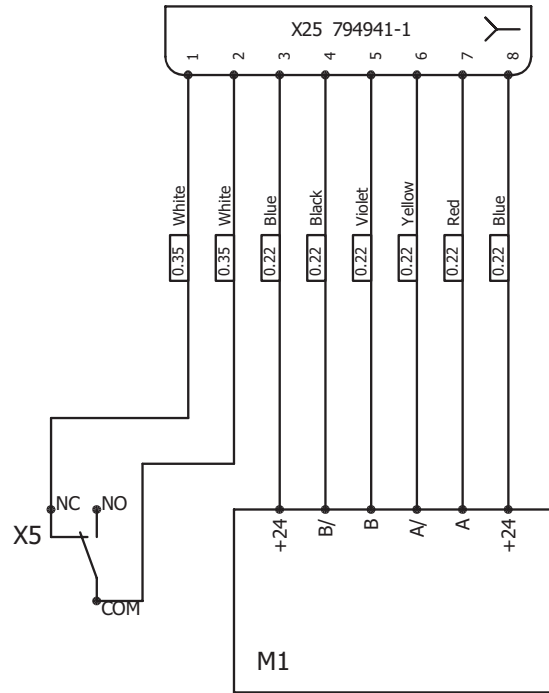 X25 794941-1
1 2 3 4 5 6 7 8
White White Blue Black Violet Yellow Red Blue
0.35 0.35 0.22 0.22 0.22 0.22 0.22 0.22
NC NO
X5
COM
+24 B/ B A/ A +24
M1